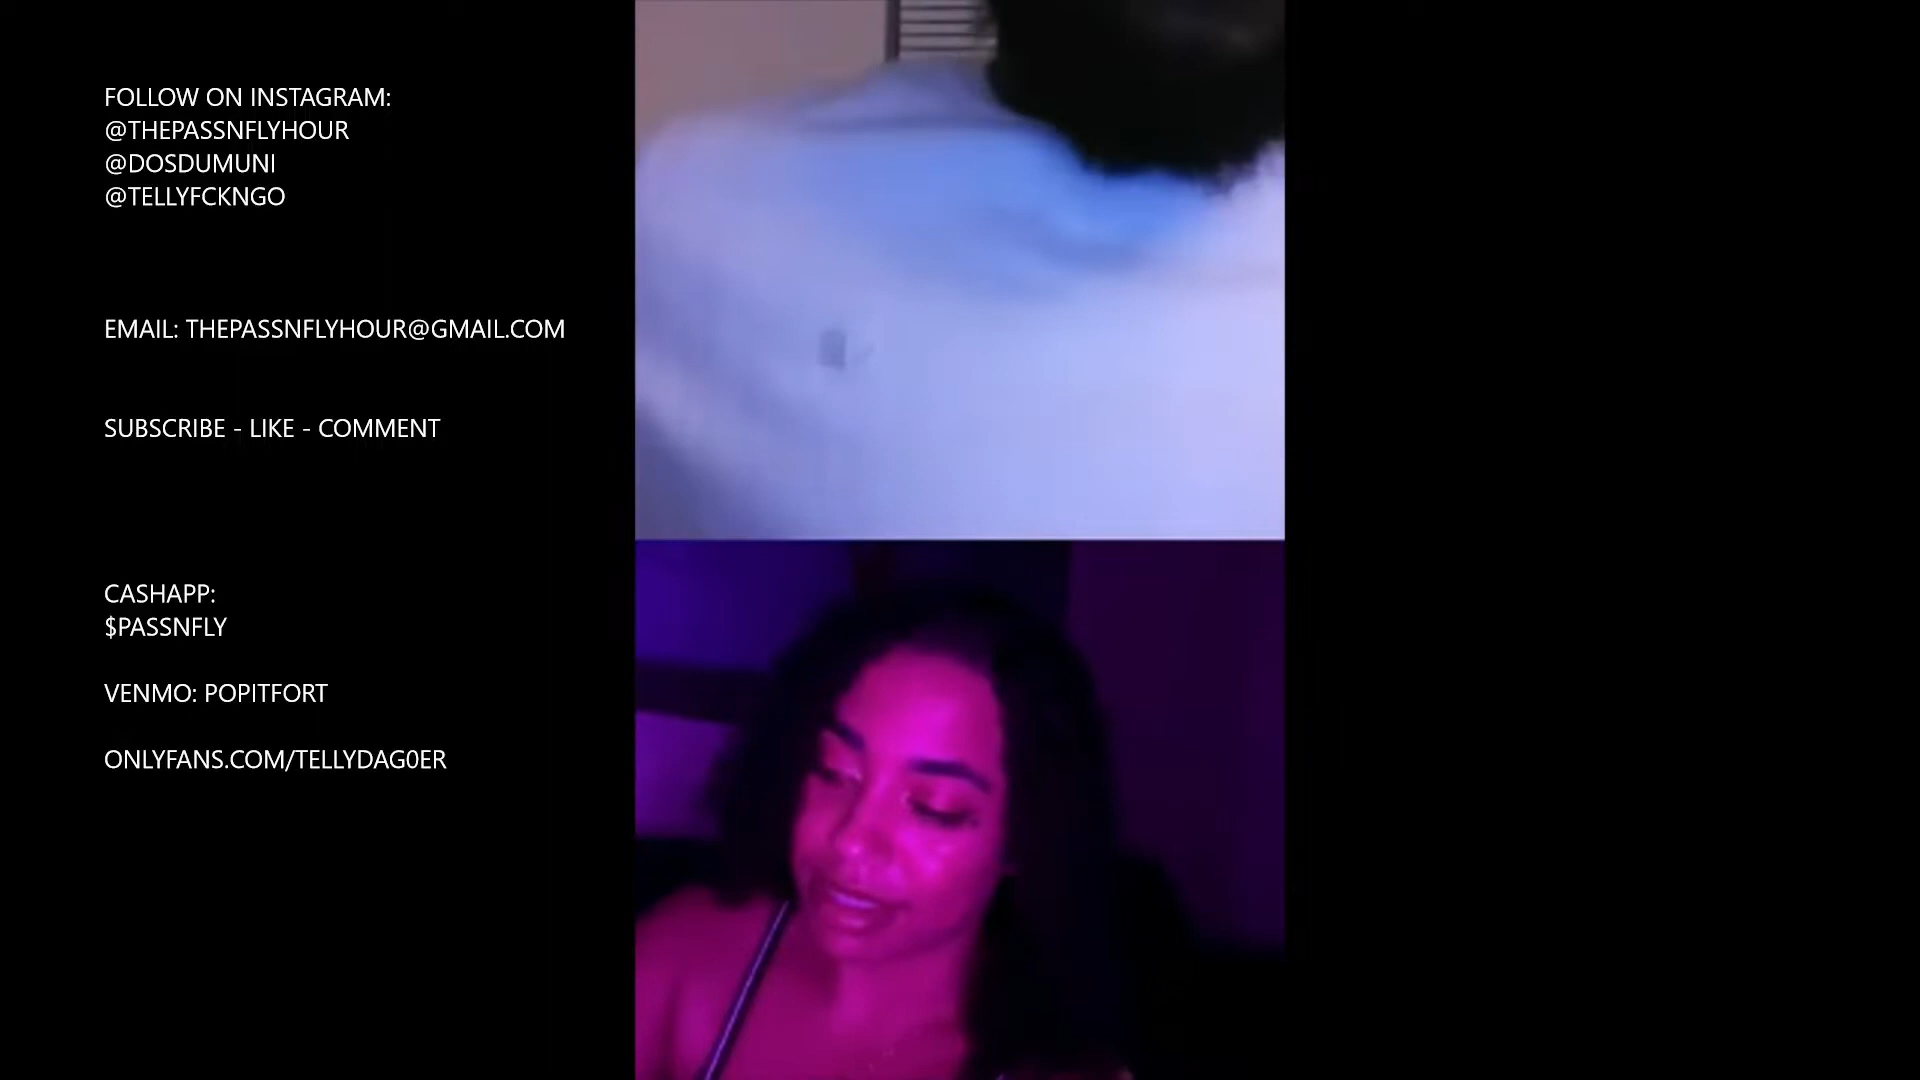 FOLLOW ON INSTAGRAM:
@THEPASSNFLYHOUR
@DOSDUMUNI
@TELLYFCKNGO
EMAIL: THEPASSNFLYHOUR@GMAIL.COM
SUBSCRIBE - LIKE - COMMENT
CASHAPP:
$PASSNFLY
VENMO: POPITFORT
ONLYFANS.COM/TELLYDAG0ER